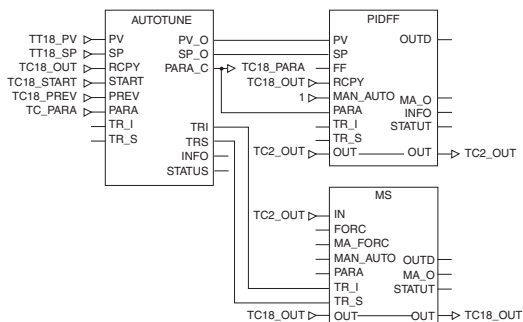 AUTOTUNE
TT18_PV PV PV_O
TT18_SP SP SP_O
TC18_OUT RCPY PARA_C TC18_PARA
TC18_START START
TC18_PREV PREV
TC_PARA PARA
TR_I TRI
TR_S TRS
INFO
STATUS
PIDFF
PV OUTD
SP
FF
TC18_OUT RCPY
1 MAN_AUTO MA_O
PARA INFO
TR_I STATUT
TR_S
TC2_OUT OUT OUT TC2_OUT
MS
TC2_OUT IN
FORC
MA_FORC
MAN_AUTO OUTD
PARA MA_O
TR_I STATUT
TR_S
TC18_OUT OUT OUT TC18_OUT